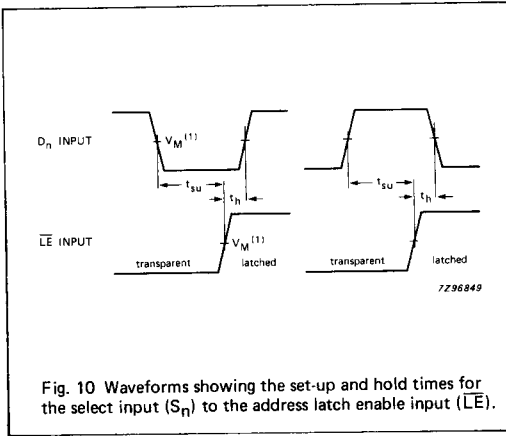 Dn INPUT
VM(1)
tsu
th
tsu
th
LE INPUT
VM(1)
transparent
latched
transparent
latched
7Z96849
Fig. 10 Waveforms showing the set-up and hold times for
the select input (Sn) to the address latch enable input (LE).